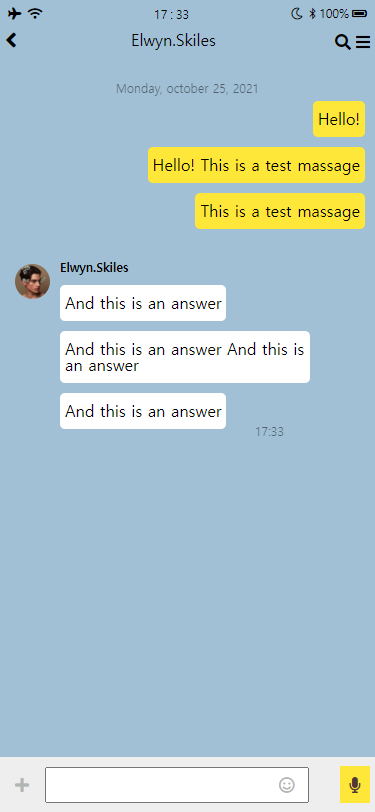 17 : 33
100%
Elwyn.Skiles
Monday, october 25, 2021
Hello!
Hello! This is a test massage
This is a test massage
Elwyn.Skiles
And this is an answer
And this is an answer And this is
an answer
And this is an answer
17:33